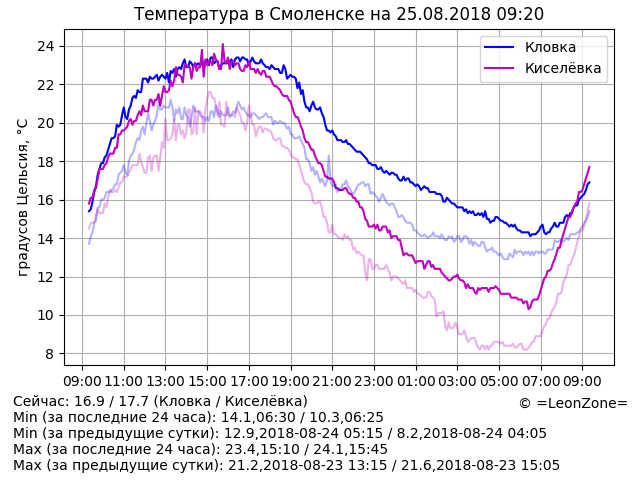 Температура в Смоленске на 25.08.2018 09:20
градусов Цельсия, °C
24
22
20
18
16
14
12
10
8
Кловка
Киселёвка
09:00 11:00 13:00 15:00 17:00 19:00 21:00 23:00 01:00 03:00 05:00 07:00 09:00
Сейчас: 16.9 / 17.7 (Кловка / Киселёвка)
© =LeonZone=
Min (за последние 24 часа): 14.1,06:30 / 10.3,06:25
Min (за предыдущие сутки): 12.9,2018-08-24 05:15 / 8.2,2018-08-24 04:05
Max (за последние 24 часа): 23.4,15:10 / 24.1,15:45
Max (за предыдущие сутки): 21.2,2018-08-23 13:15 / 21.6,2018-08-23 15:05